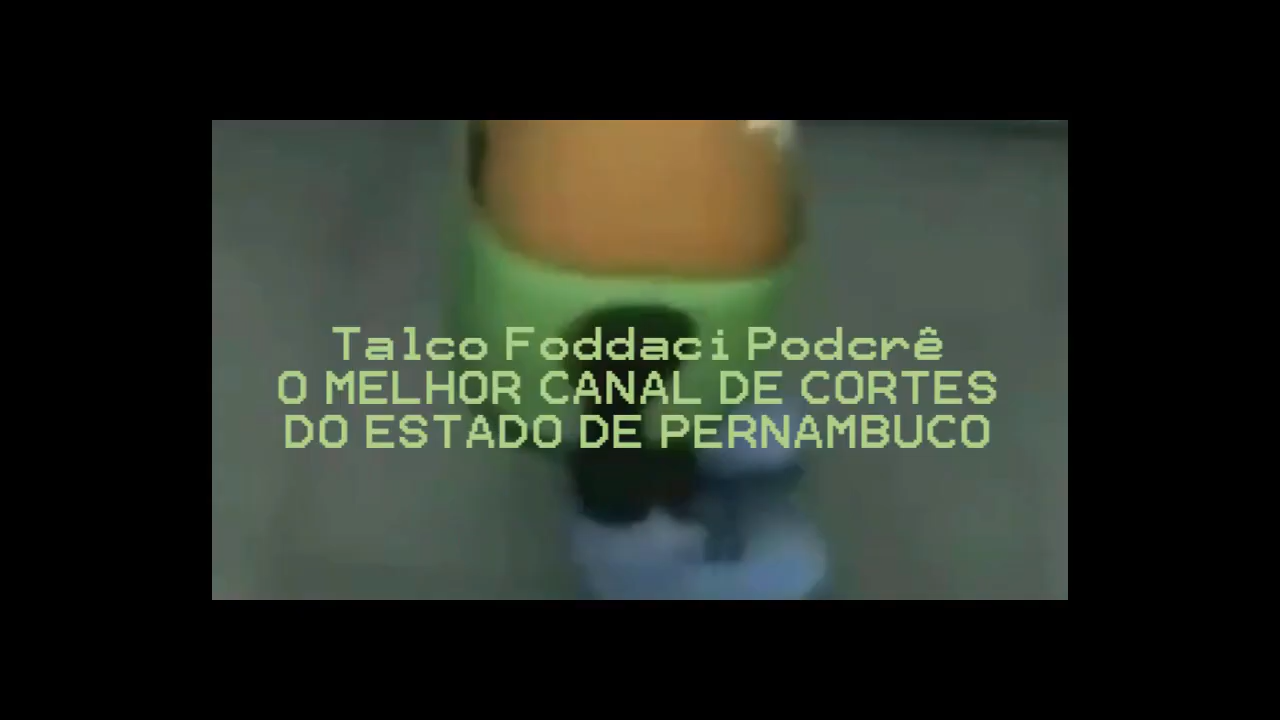 Talco Foddaci Podcrê
O MELHOR CANAL DE CORTES
DO ESTADO DE PERNAMBUCO